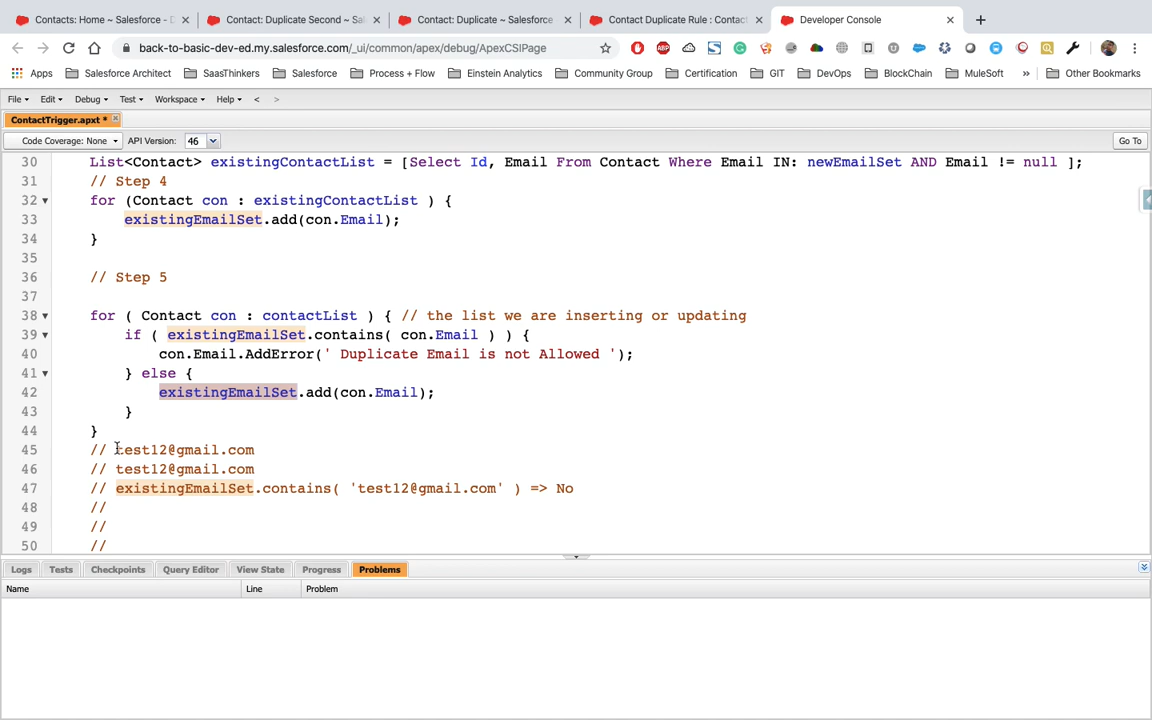 Contacts: Home ~ Salesforce - D
Contact: Duplicate Second ~ Sal
Contact: Duplicate ~ Salesforce
Contact Duplicate Rule : Contac
Developer Console
back-to-basic-dev-ed.my.salesforce.com/_ui/common/apex/debug/ApexCSIPage
Apps Salesforce Architect SaasThinkers Salesforce Process + Flow Einstein Analytics Community Group Certification GIT DevOps BlockChain MuleSoft » Other Bookmarks
File Edit Debug Test Workspace Help < >
ContactTrigger.apxt *
Code Coverage: None API Version: 46 Go To
30 List<Contact> existingContactList = [Select Id, Email From Contact Where Email IN: newEmailSet AND Email != null ];
31 // Step 4
32 for (Contact con : existingContactList ) {
33 existingEmailSet.add(con.Email);
34 }
35
36 // Step 5
37
38 for ( Contact con : contactList ) { // the list we are inserting or updating
39 if ( existingEmailSet.contains( con.Email ) ) {
40 con.Email.AddError(' Duplicate Email is not Allowed ');
41 } else {
42 existingEmailSet.add(con.Email);
43 }
44 }
45 // test12@gmail.com
46 // test12@gmail.com
47 // existingEmailSet.contains( 'test12@gmail.com' ) => No
48 //
49 //
50 //
Logs Tests Checkpoints Query Editor View State Progress Problems
Name Line Problem